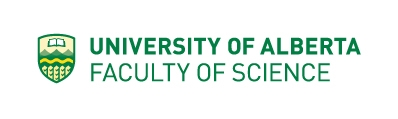 UNIVERSITY OF ALBERTA
FACULTY OF SCIENCE